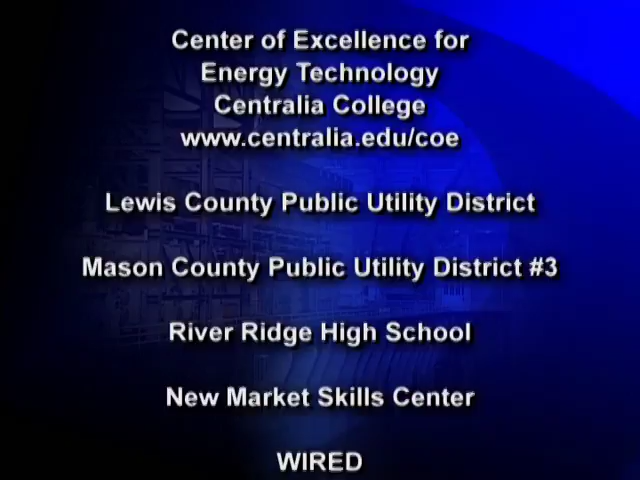 Center of Excellence for
Energy Technology
Centralia College
www.centralia.edu/coe
Lewis County Public Utility District
Mason County Public Utility District #3
River Ridge High School
New Market Skills Center
WIRED